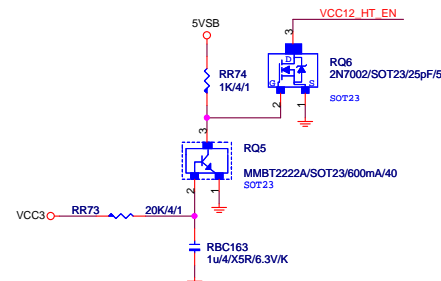 VCC12_HT_EN
5VSB
3
RQ6
D
RR74
2N7002/SOT23/25pF/5
1K/4/1
G
S
SOT23
2
1
3
RQ5
MMBT2222A/SOT23/600mA/40
SOT23
2
1
RR73
20K/4/1
VCC3
RBC163
1u/4/X5R/6.3V/K